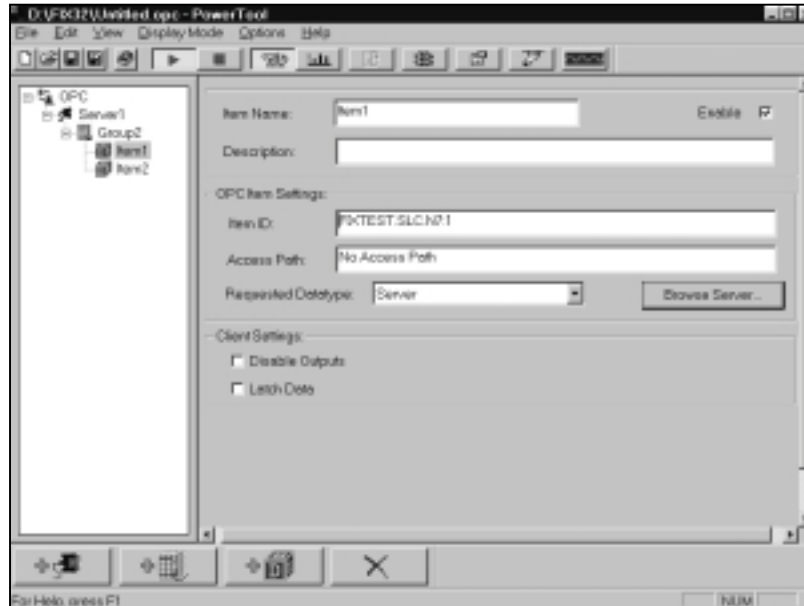 D:\FIX32\Untitled.opc - PowerTool
File Edit View Display Mode Options Help
OPC
Server1
Group2
Item1
Item2
Item Name: Item1 Enable
Description:
OPC Item Settings:
Item ID: FIXTEST.SLC.N7:1
Access Path: No Access Path
Requested Datatype: Server Browse Server...
Client Settings:
Disable Outputs
Latch Data
For Help, press F1 NUM